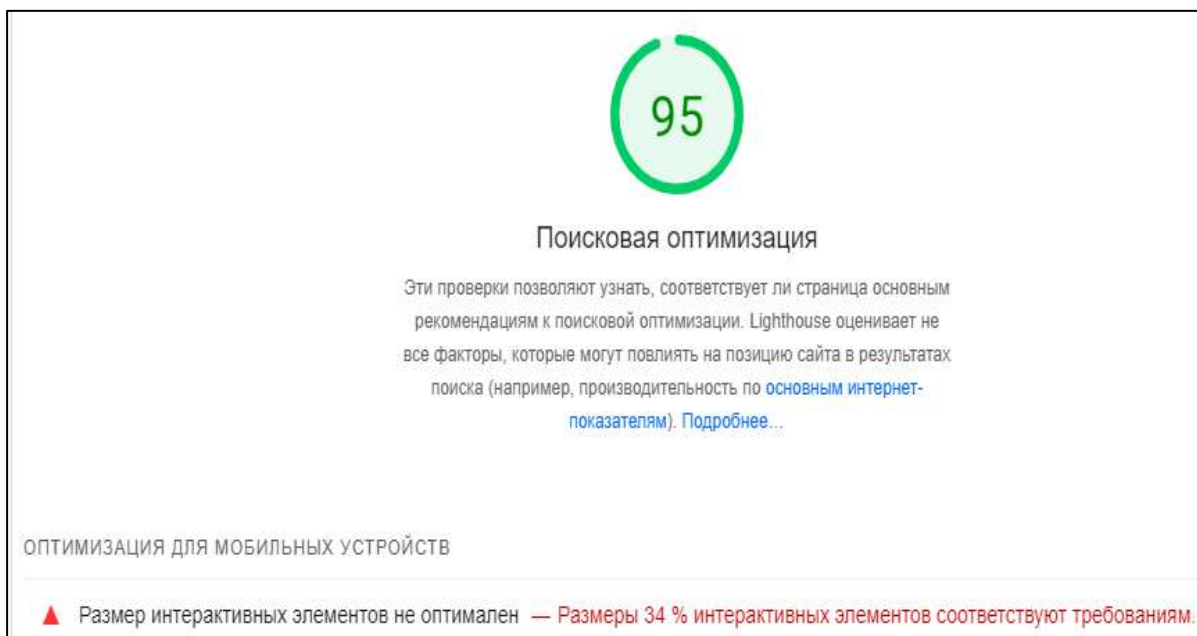 95
Поисковая оптимизация
Эти проверки позволяют узнать, соответствует ли страница основным
рекомендациям к поисковой оптимизации. Lighthouse оценивает не
все факторы, которые могут повлиять на позицию сайта в результатах
поиска (например, производительность по основным интернет-
показателям). Подробнее…
ОПТИМИЗАЦИЯ ДЛЯ МОБИЛЬНЫХ УСТРОЙСТВ
Размер интерактивных элементов не оптимален — Размеры 34 % интерактивных элементов соответствуют требованиям.